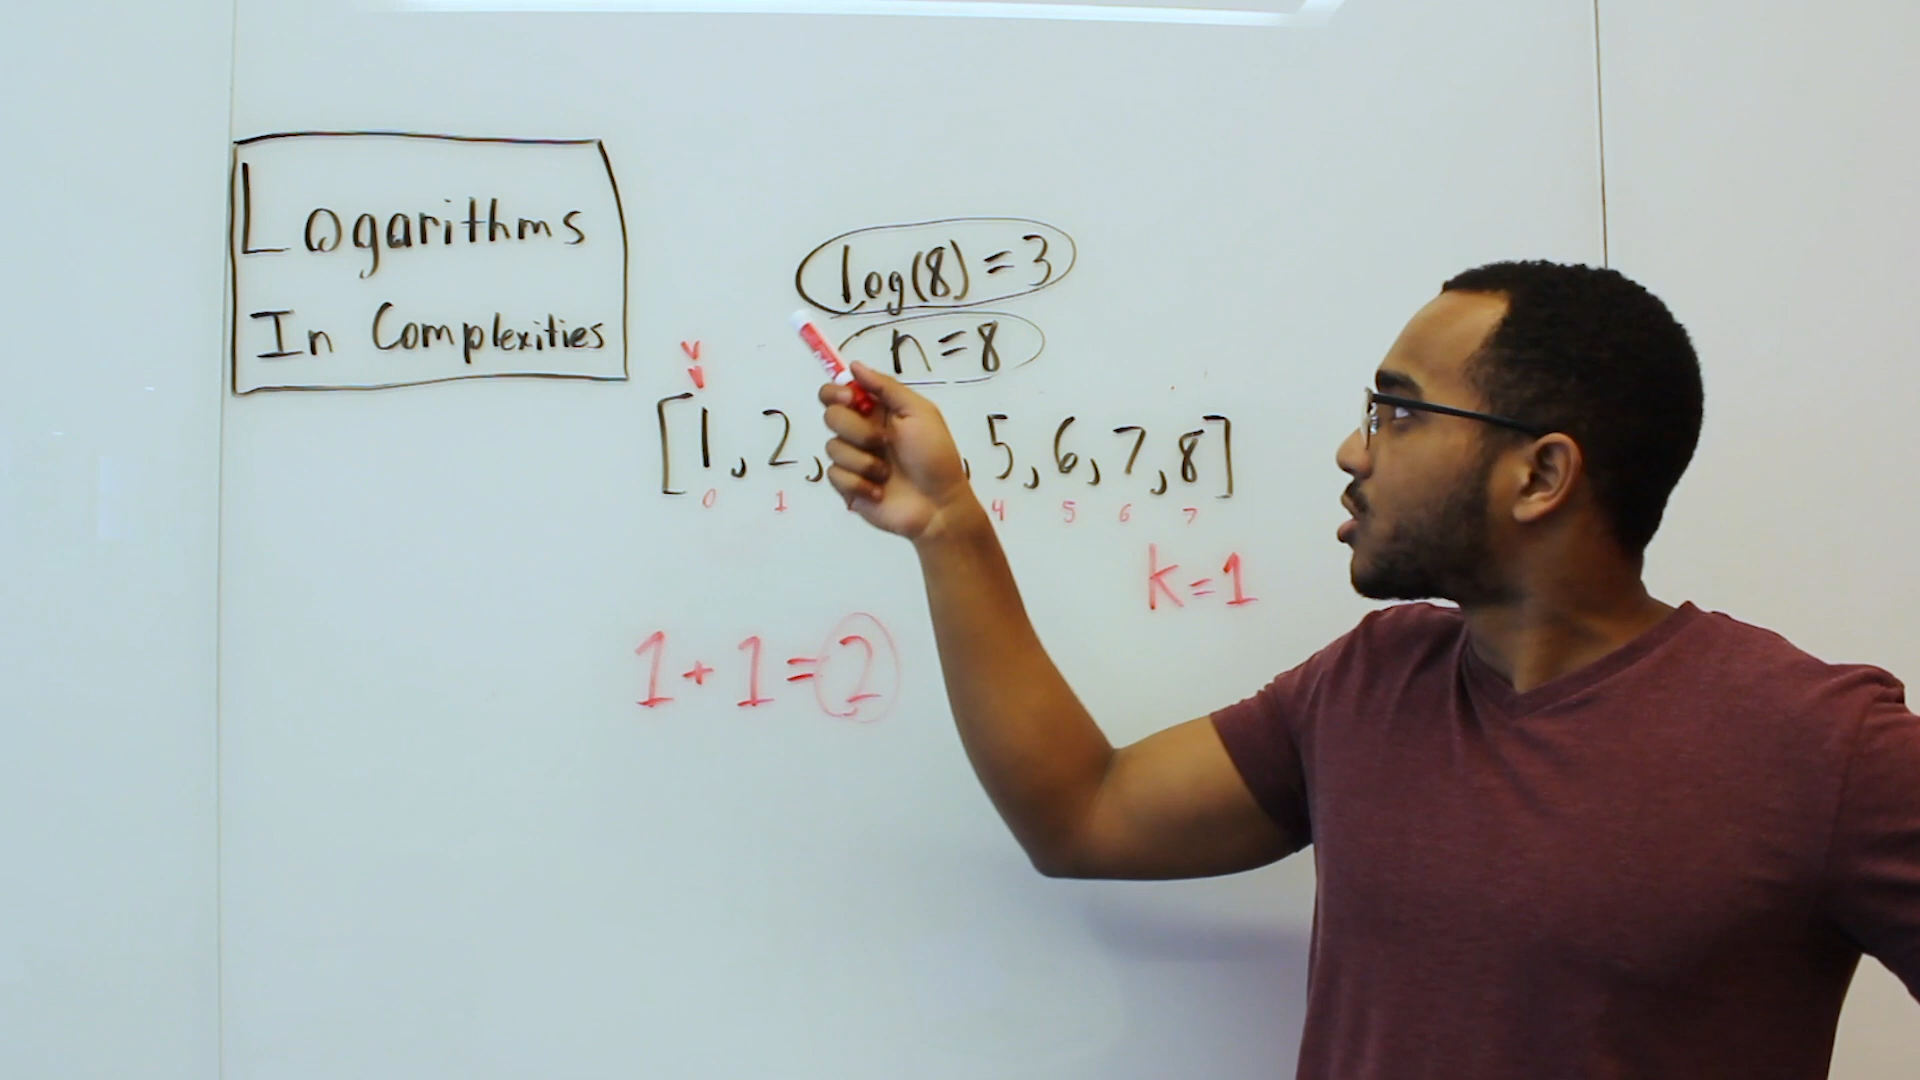 Logarithms
In Complexities
log(8) = 3
n = 8
v
[1, 2, , 5, 6, 7, 8]
0 1 4 5 6 7
k = 1
1 + 1 = 2